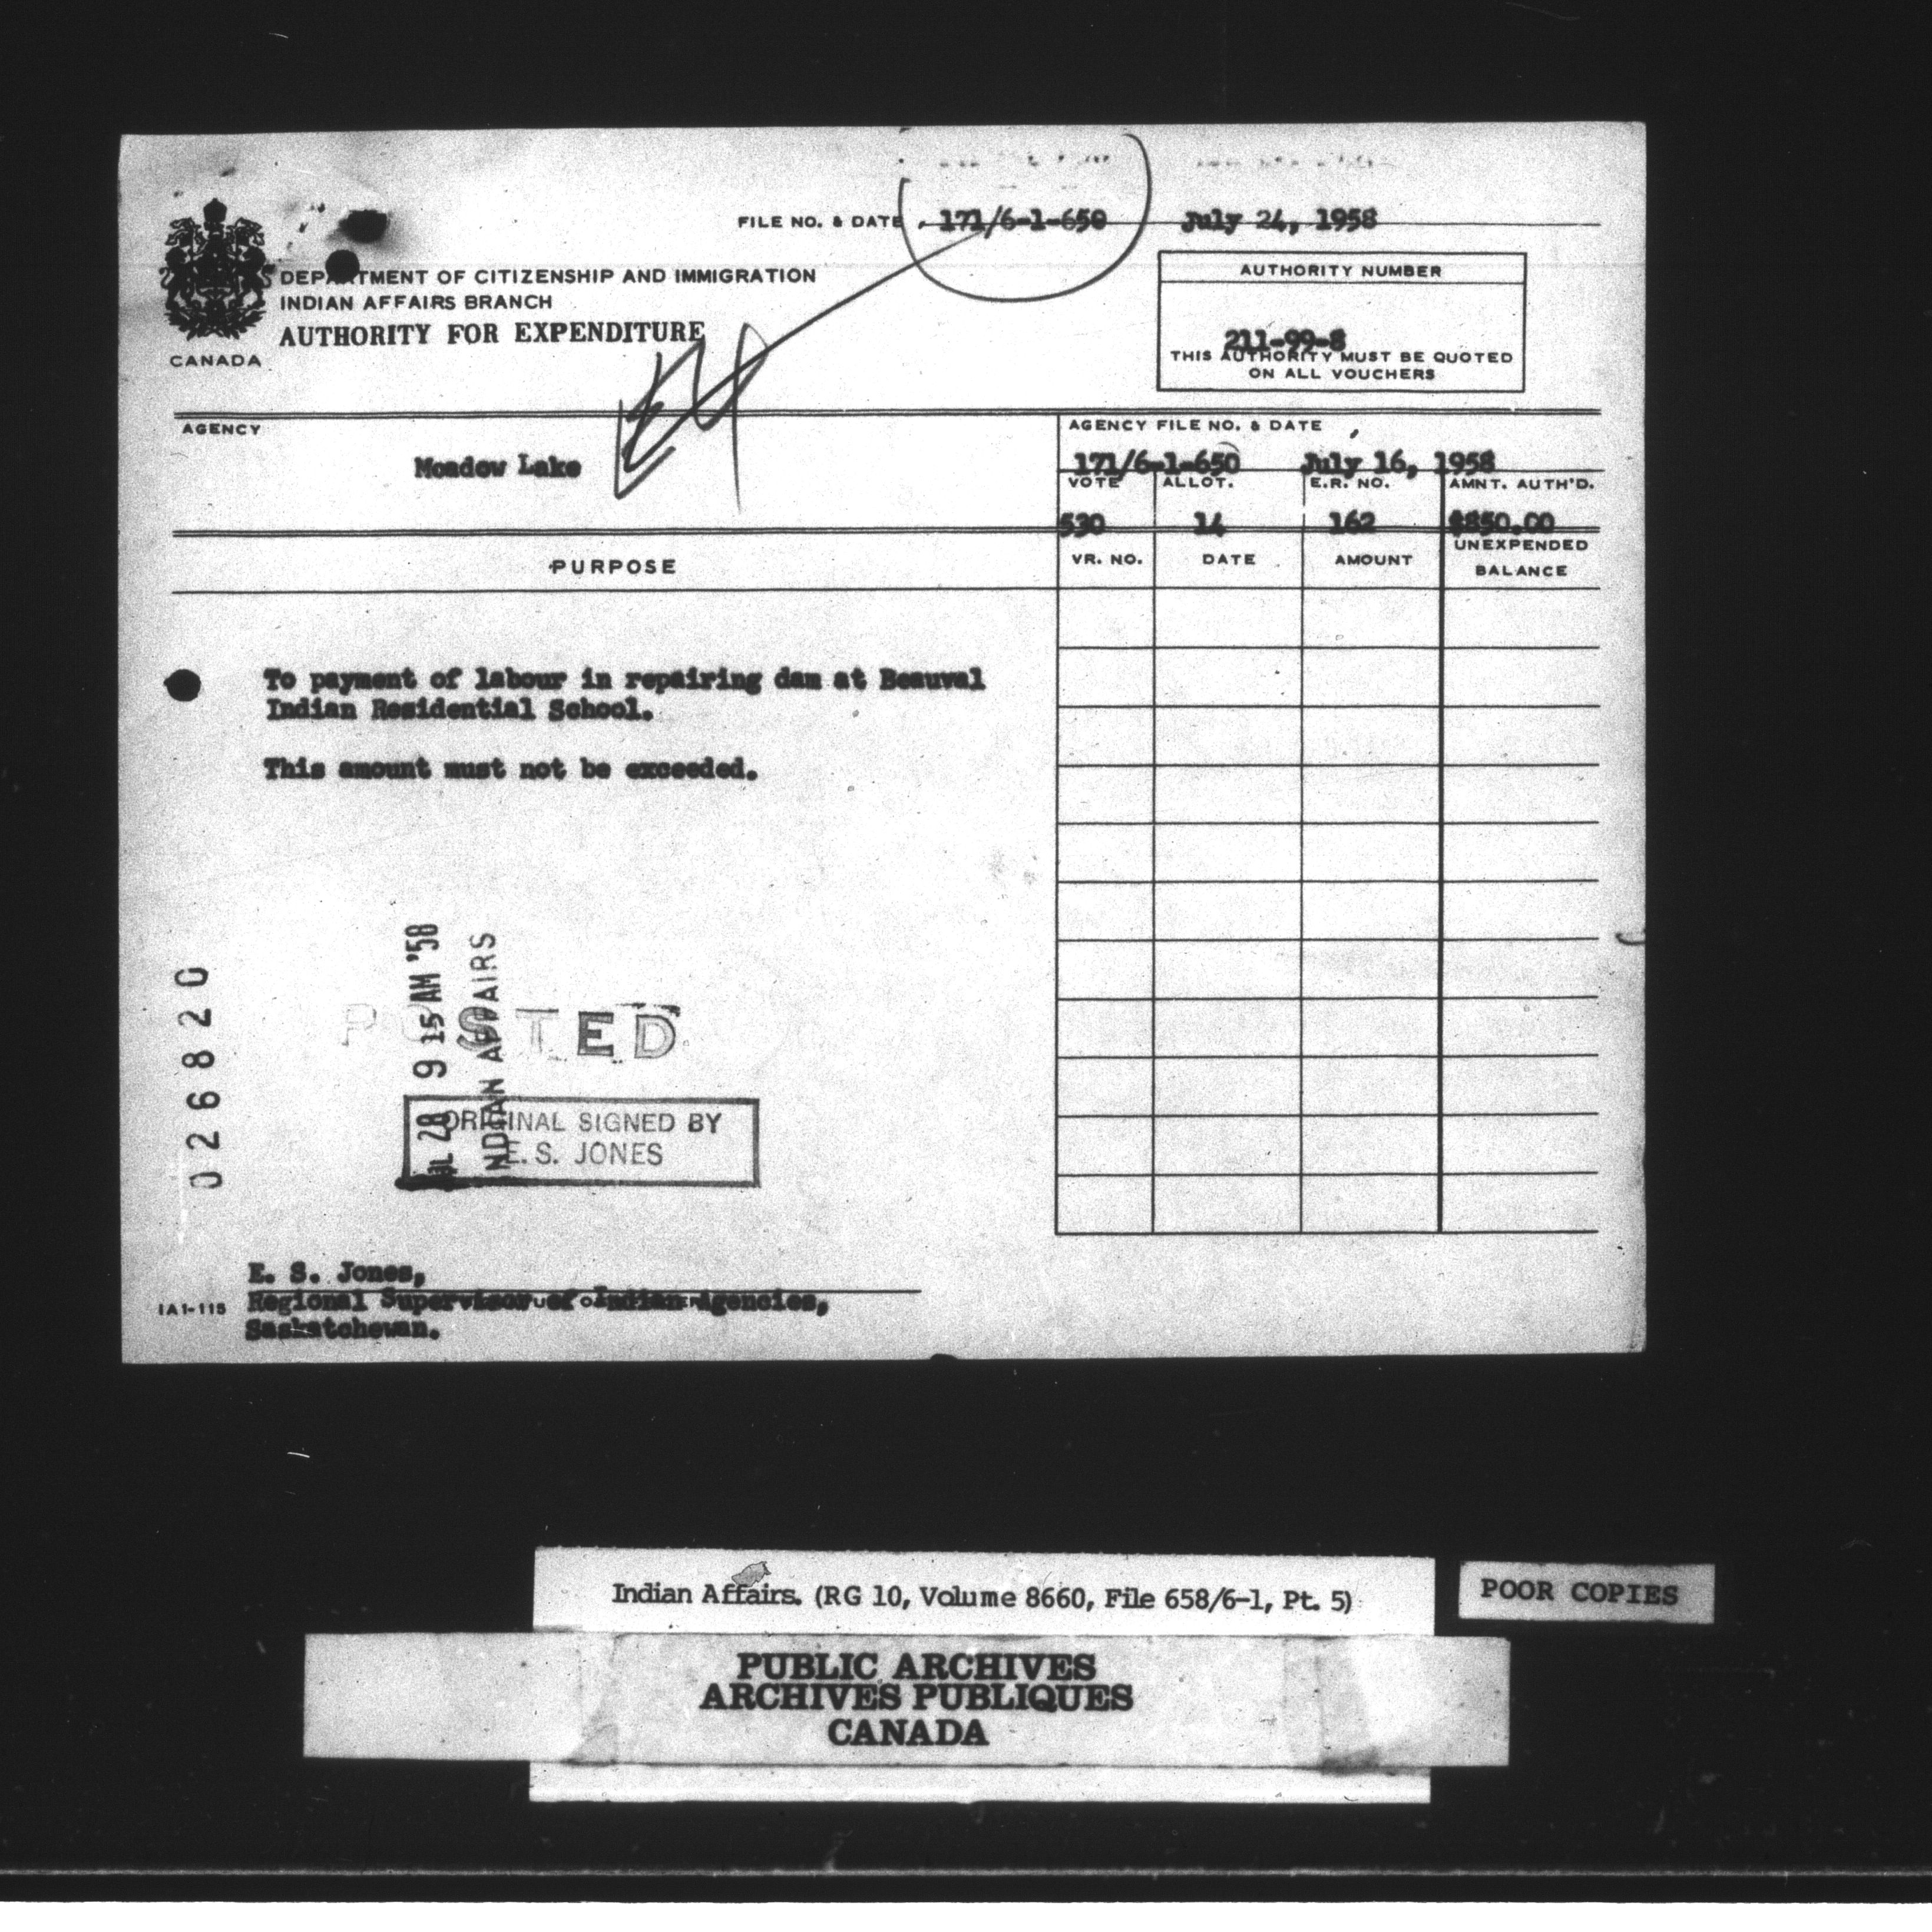 FILE NO. & DATE 171/6-1-650 July 24, 1958
DEPARTMENT OF CITIZENSHIP AND IMMIGRATION
INDIAN AFFAIRS BRANCH
AUTHORITY FOR EXPENDITURE
CANADA
AUTHORITY NUMBER
211-99-8
THIS AUTHORITY MUST BE QUOTED
ON ALL VOUCHERS
AGENCY
Meadow Lake
AGENCY FILE NO. & DATE
171/6-1-650 July 16, 1958
VOTE ALLOT. E.R. NO. AMNT. AUTH'D.
530 14 162 $850.00
PURPOSE
VR. NO. DATE AMOUNT UNEXPENDED
BALANCE
To payment of labour in repairing dam at Beauval
Indian Residential School.
This amount must not be exceeded.
026820
JUL 28 9 15 AM '58
INDIAN AFFAIRS
POSTED
ORIGINAL SIGNED BY
E. S. JONES
E. S. Jones,
IA1-115 Regional Supervisor of Indian Agencies,
Saskatchewan.
Indian Affairs. (RG 10, Volume 8660, File 658/6-1, Pt. 5)
POOR COPIES
PUBLIC ARCHIVES
ARCHIVES PUBLIQUES
CANADA